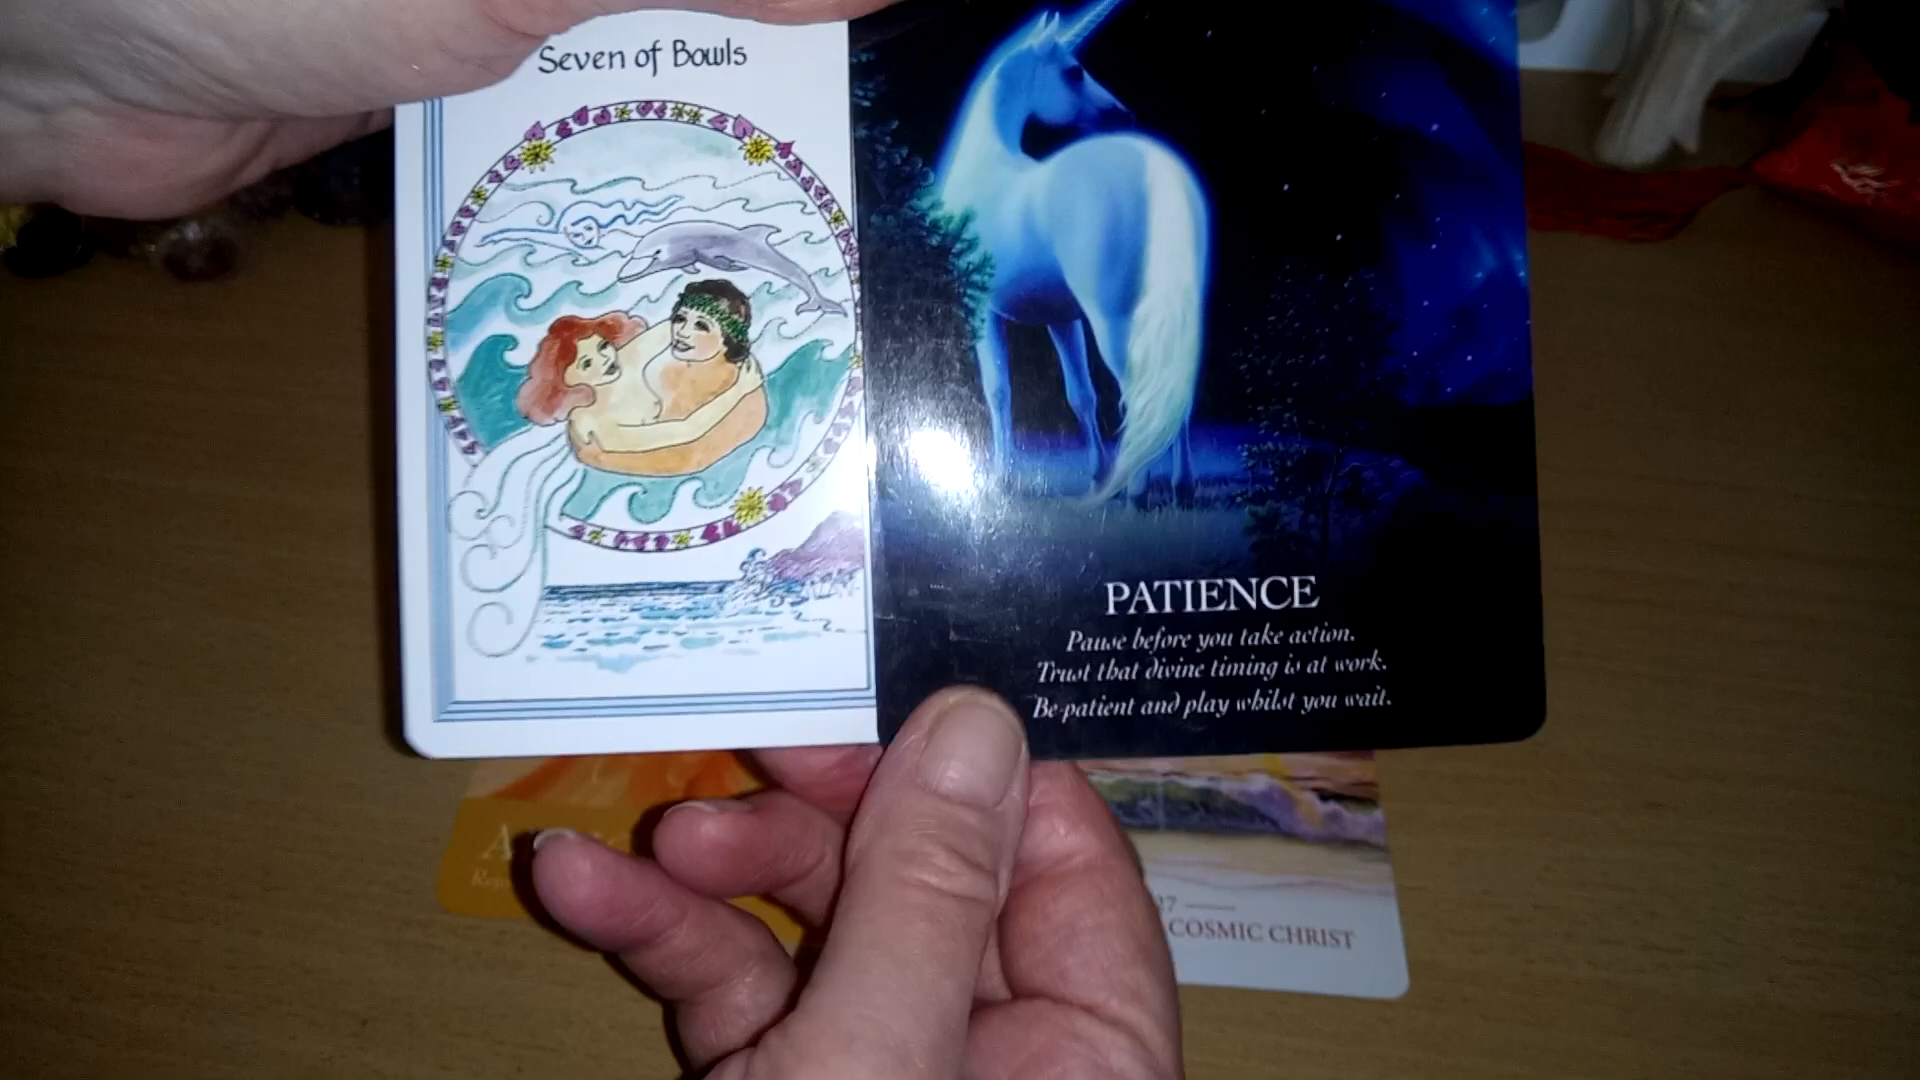 Seven of Bowls
PATIENCE
Pause before you take action.
Trust that divine timing is at work.
Be patient and play whilst you wait.
COSMIC CHRIST